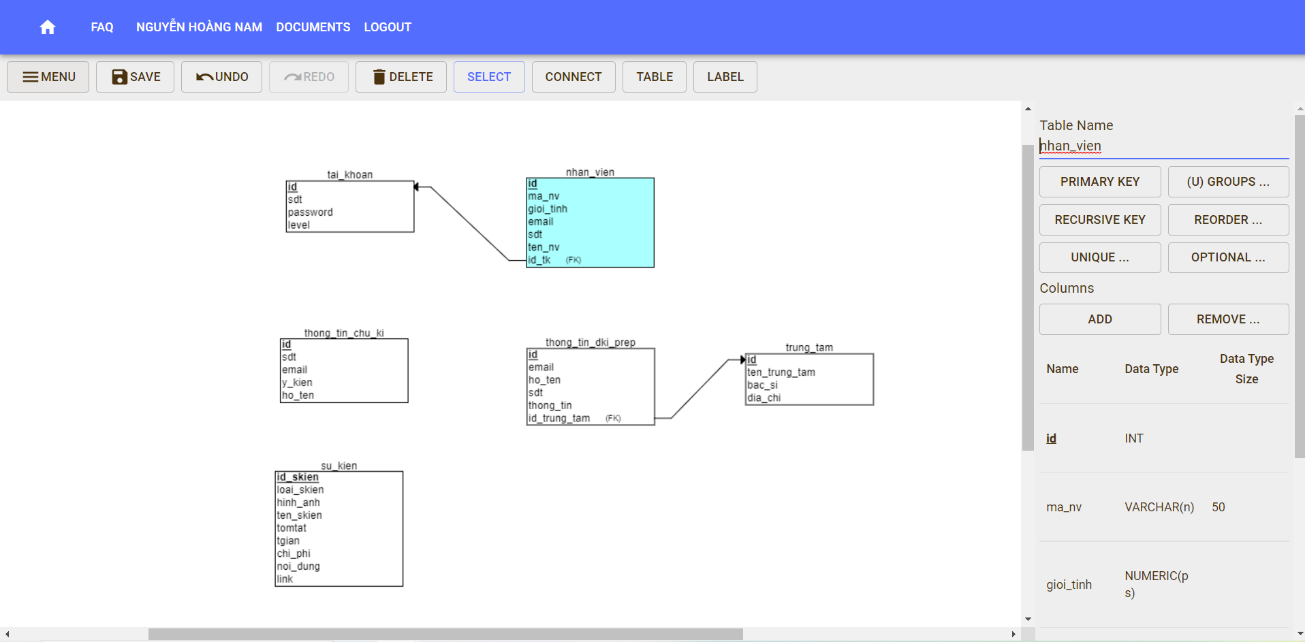 FAQ NGUYỄN HOÀNG NAM DOCUMENTS LOGOUT
MENU SAVE UNDO REDO DELETE SELECT CONNECT TABLE LABEL
tai_khoan
id
sdt
password
level
nhan_vien
id
ma_nv
gioi_tinh
email
sdt
ten_nv
id_tk (FK)
thong_tin_chu_ki
id
sdt
email
y_kien
ho_ten
thong_tin_dki_prep
id
email
ho_ten
sdt
thong_tin
id_trung_tam (FK)
trung_tam
id
ten_trung_tam
bac_si
dia_chi
su_kien
id_skien
loai_skien
hinh_anh
ten_skien
tomtat
tgian
chi_phi
noi_dung
link
Table Name
nhan_vien
PRIMARY KEY (U) GROUPS ...
RECURSIVE KEY REORDER ...
UNIQUE ... OPTIONAL ...
Columns
ADD REMOVE ...
Name Data Type Data Type
Size
id INT
ma_nv VARCHAR(n) 50
gioi_tinh NUMERIC(p
s)